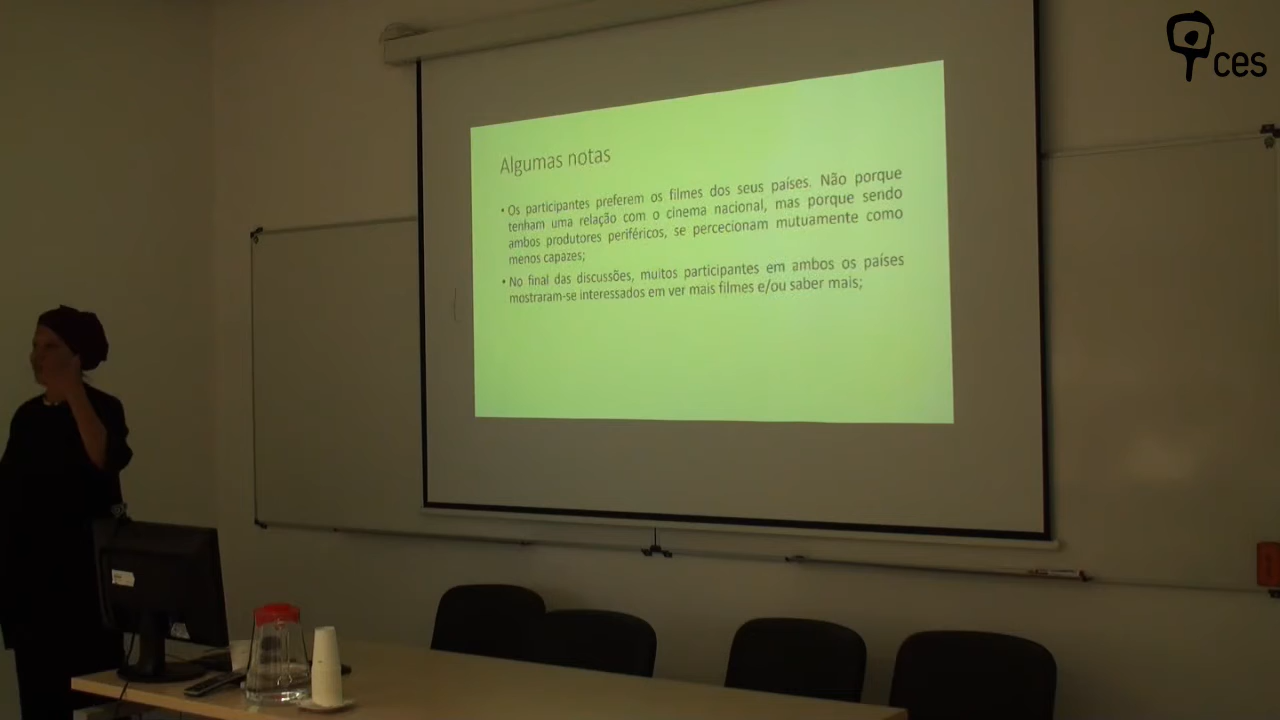 ces
Algumas notas
• Os participantes preferem os filmes dos seus países. Não porque
tenham uma relação com o cinema nacional, mas porque sendo
ambos produtores periféricos, se percecionam mutuamente como
menos capazes;
• No final das discussões, muitos participantes em ambos os países
mostraram-se interessados em ver mais filmes e/ou saber mais;